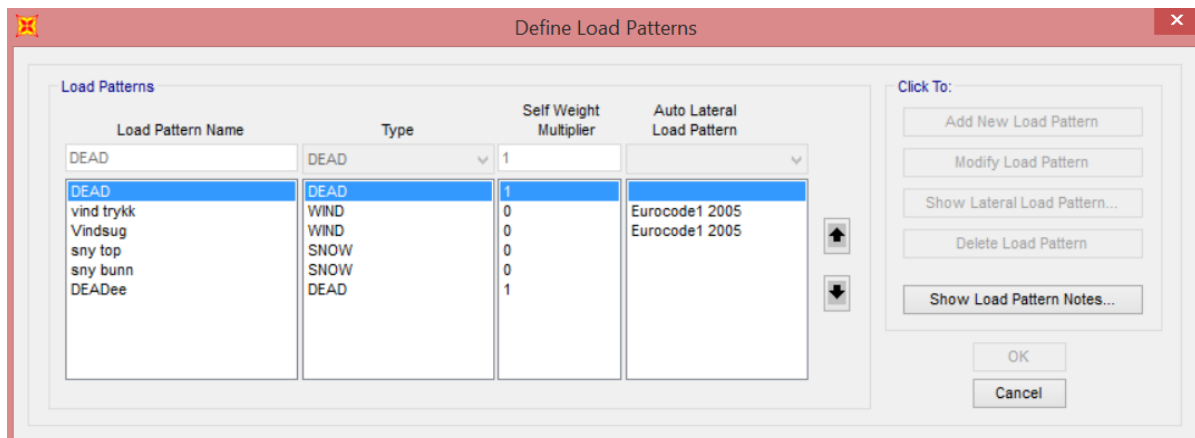 Define Load Patterns
Load Patterns
Click To:
Load Pattern Name Type Self Weight Multiplier Auto Lateral Load Pattern
DEAD DEAD 1
DEAD DEAD 1
vind trykk WIND 0 Eurocode1 2005
Vindsug WIND 0 Eurocode1 2005
sny top SNOW 0
sny bunn SNOW 0
DEADee DEAD 1
Add New Load Pattern
Modify Load Pattern
Show Lateral Load Pattern...
Delete Load Pattern
Show Load Pattern Notes...
OK
Cancel